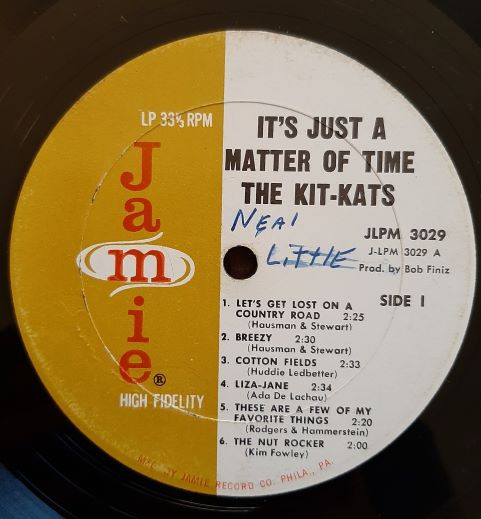 LP 33⅓ RPM
Jamie®
HIGH FIDELITY
IT'S JUST A
MATTER OF TIME
THE KIT-KATS
Neal
Little
JLPM 3029
J-LPM 3029 A
Prod. by Bob Finiz
SIDE I
1. LET'S GET LOST ON A
COUNTRY ROAD 2:25
(Hausman & Stewart)
2. BREEZY 2:30
(Hausman & Stewart)
3. COTTON FIELDS 2:33
(Huddie Ledbetter)
4. LIZA-JANE 2:34
(Ada De Lachau)
5. THESE ARE A FEW OF MY
FAVORITE THINGS 2:20
(Rodgers & Hammerstein)
6. THE NUT ROCKER 2:00
(Kim Fowley)
MFG. BY JAMIE RECORD CO. PHILA., PA.